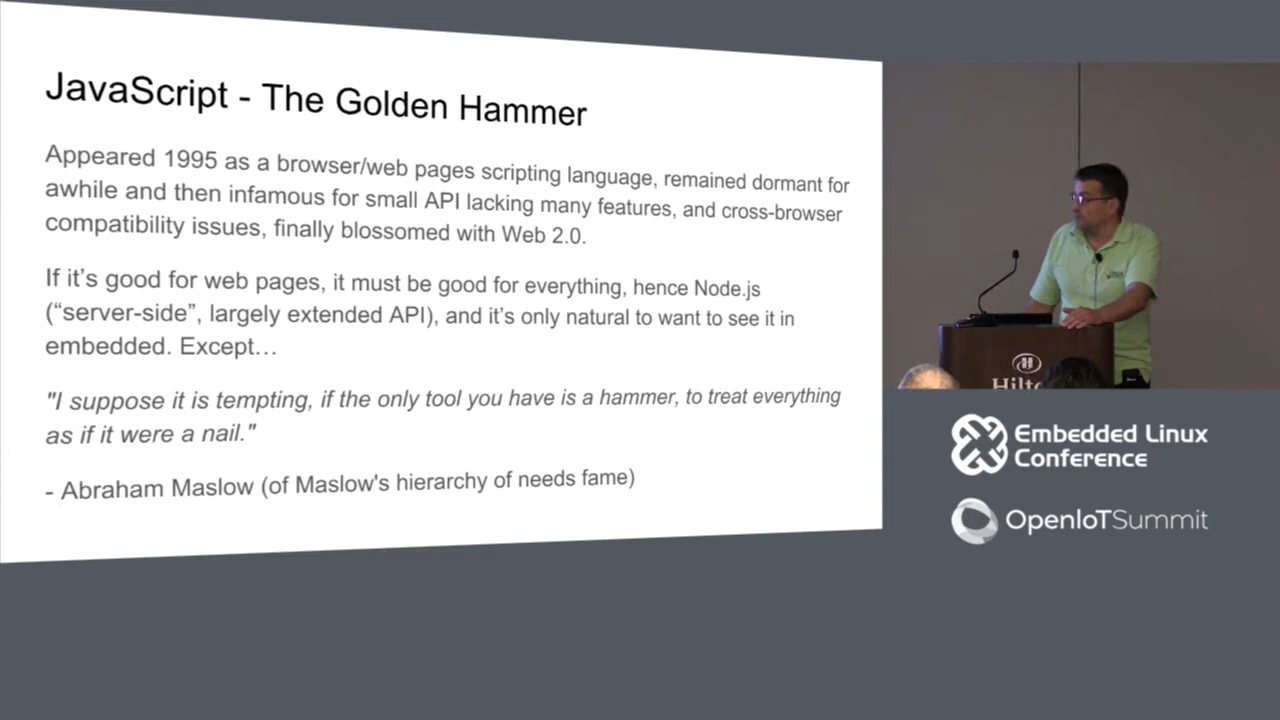 JavaScript - The Golden Hammer
Appeared 1995 as a browser/web pages scripting language, remained dormant for
awhile and then infamous for small API lacking many features, and cross-browser
compatibility issues, finally blossomed with Web 2.0.
If it's good for web pages, it must be good for everything, hence Node.js
(“server-side”, largely extended API), and it's only natural to want to see it in
embedded. Except…
"I suppose it is tempting, if the only tool you have is a hammer, to treat everything
as if it were a nail."
- Abraham Maslow (of Maslow's hierarchy of needs fame)
Embedded Linux
Conference
OpenIoTSummit